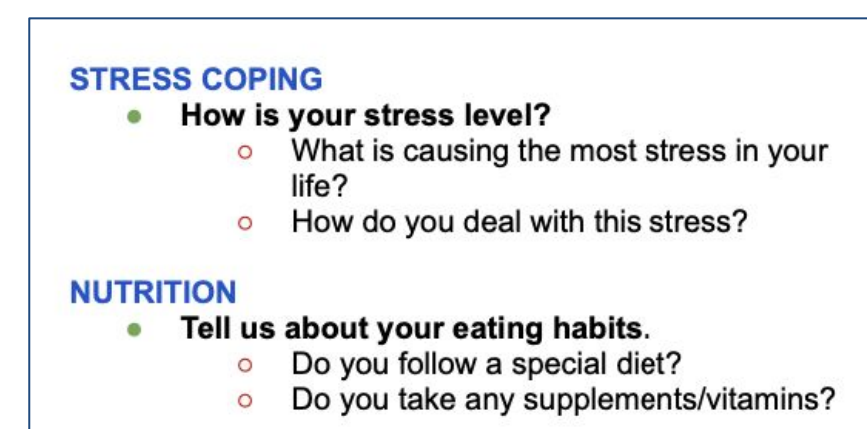 STRESS COPING
● How is your stress level?
○ What is causing the most stress in your
life?
○ How do you deal with this stress?
NUTRITION
● Tell us about your eating habits.
○ Do you follow a special diet?
○ Do you take any supplements/vitamins?